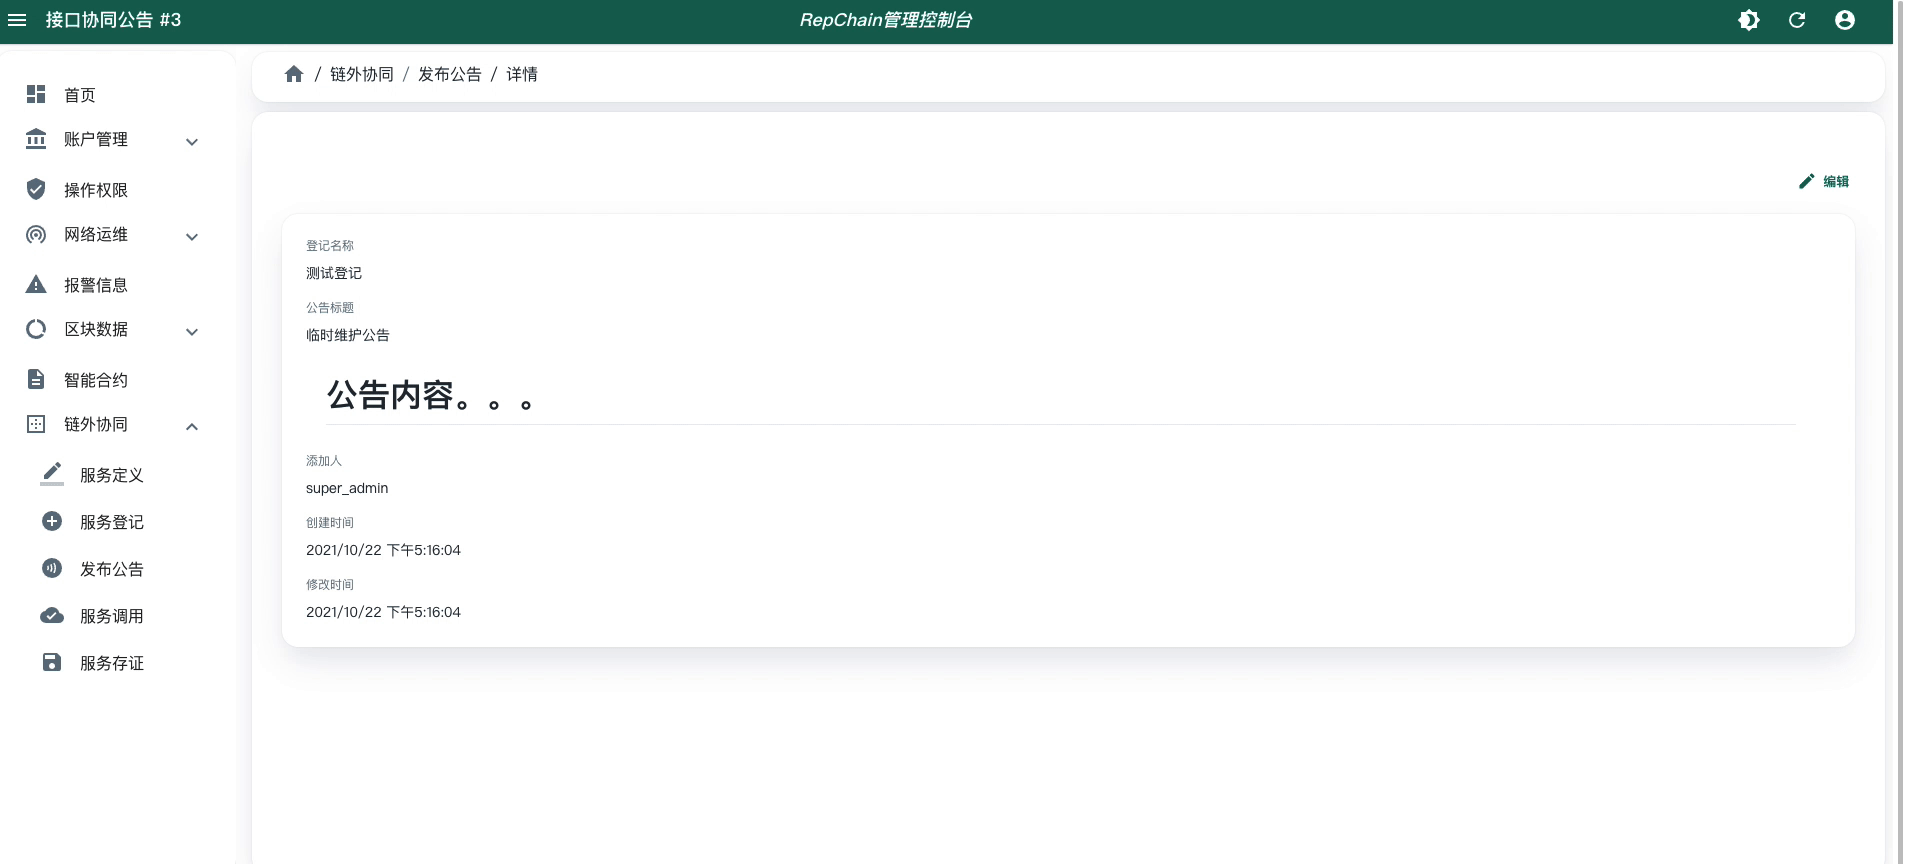 接口协同公告 #3
RepChain管理控制台
首页
账户管理
操作权限
网络运维
报警信息
区块数据
智能合约
链外协同
服务定义
服务登记
发布公告
服务调用
服务存证
/ 链外协同 / 发布公告 / 详情
编辑
登记名称
测试登记
公告标题
临时维护公告
公告内容。。。
添加人
super_admin
创建时间
2021/10/22 下午5:16:04
修改时间
2021/10/22 下午5:16:04